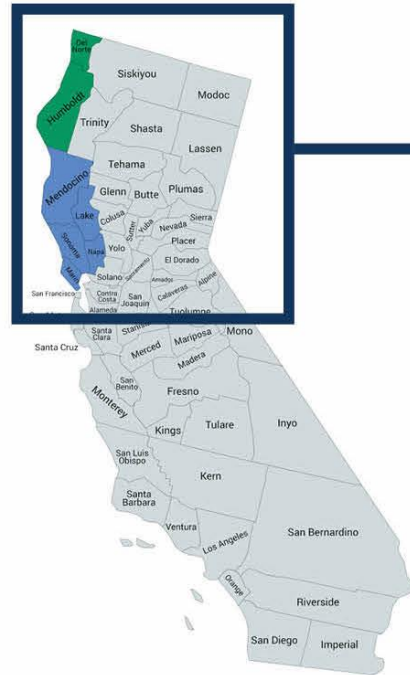 Del
Norte
Siskiyou
Modoc
Humboldt
Trinity
Shasta
Lassen
Tehama
Mendocino
Glenn
Butte
Plumas
Lake
Colusa
Sutter
Yuba
Nevada
Sierra
Placer
Sonoma
Napa
Yolo
El Dorado
Marin
Solano
Sacramento
Amador
Alpine
San Francisco
Contra
Costa
San
Joaquin
Calaveras
Alameda
Tuolumne
Mono
Santa Cruz
Santa
Clara
Merced
Mariposa
Madera
San
Benito
Monterey
Fresno
Kings
Tulare
Inyo
San Luis
Obispo
Kern
Santa
Barbara
Ventura
Los Angeles
San Bernardino
Orange
Riverside
San Diego
Imperial